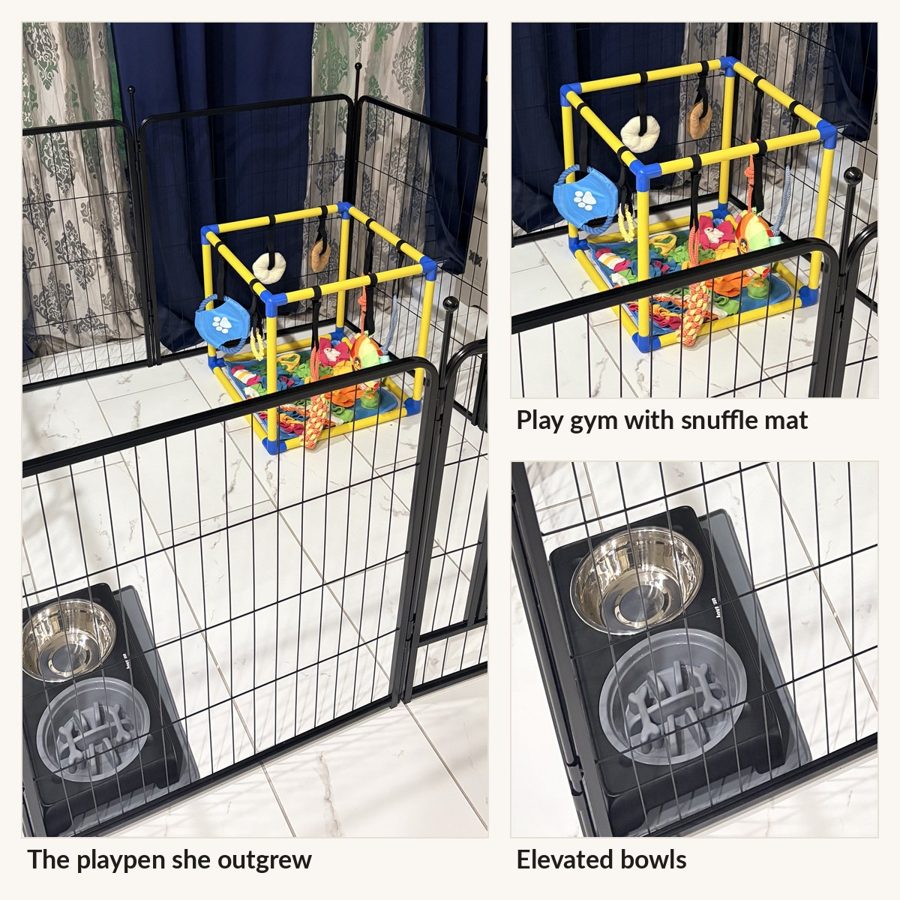 Play gym with snuffle mat
The playpen she outgrew
Elevated bowls